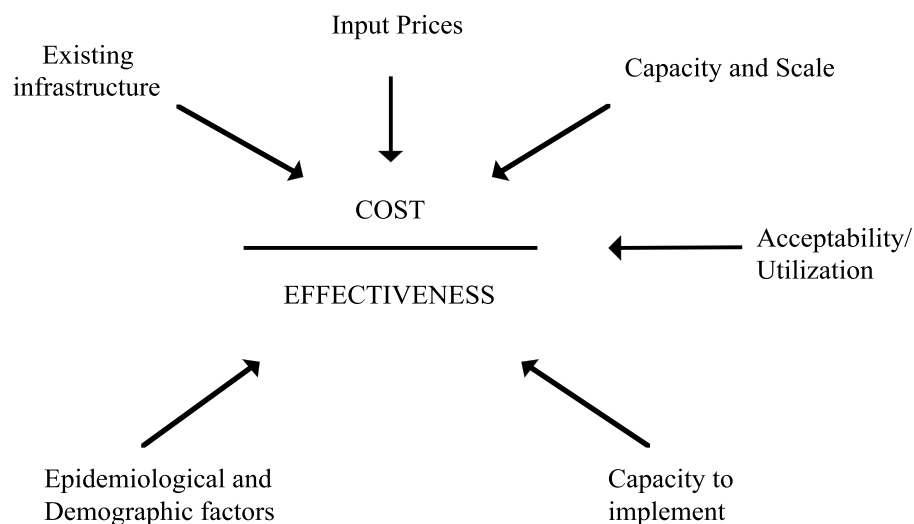 Input Prices
Existing
infrastructure
Capacity and Scale
COST
Acceptability/
Utilization
EFFECTIVENESS
Epidemiological and
Demographic factors
Capacity to
implement